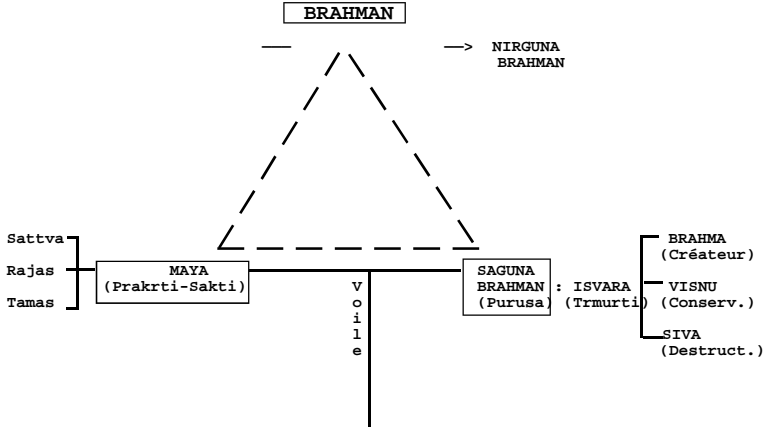 BRAHMAN
NIRGUNA
BRAHMAN
Sattva
Rajas
Tamas
MAYA
(Prakrti-Sakti)
Voile
SAGUNA
BRAHMAN : ISVARA
(Purusa) (Trmurti)
BRAHMA
(Créateur)
VISNU
(Conserv.)
SIVA
(Destruct.)